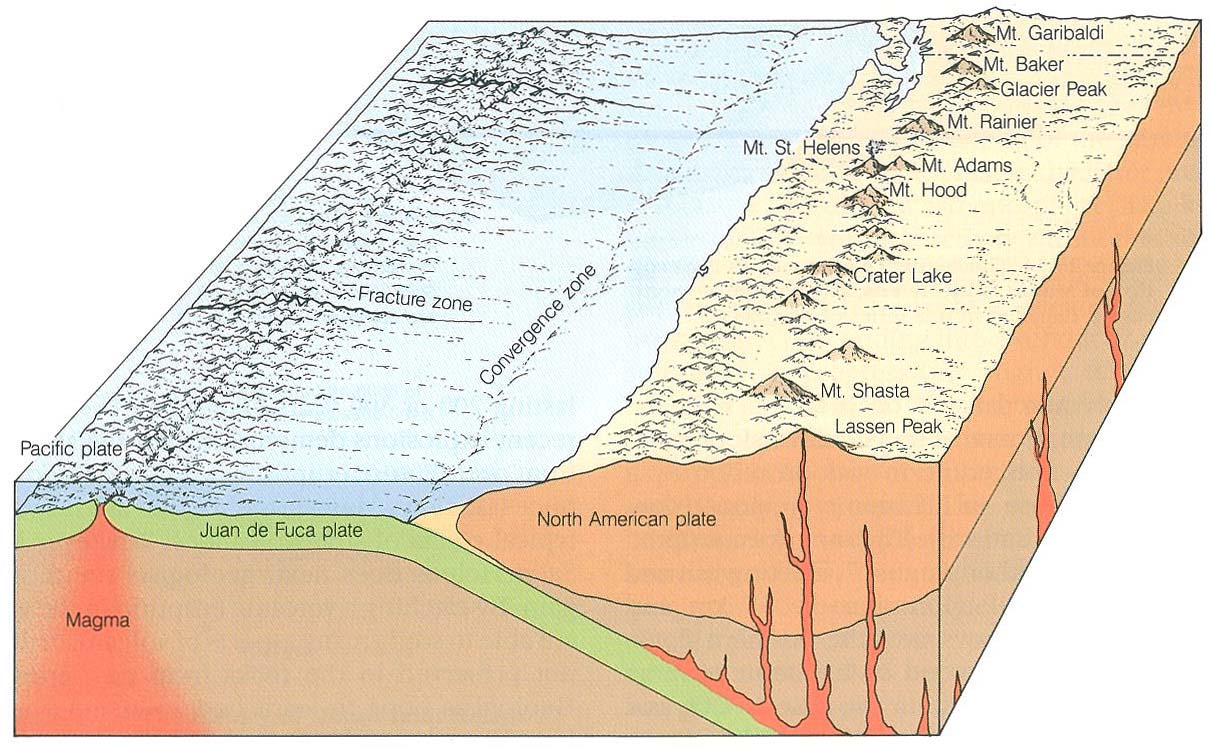 Mt. Garibaldi
Mt. Baker
Glacier Peak
Mt. Rainier
Mt. St. Helens
Mt. Adams
Mt. Hood
Crater Lake
Fracture zone
Convergence zone
Mt. Shasta
Lassen Peak
Pacific plate
North American plate
Juan de Fuca plate
Magma